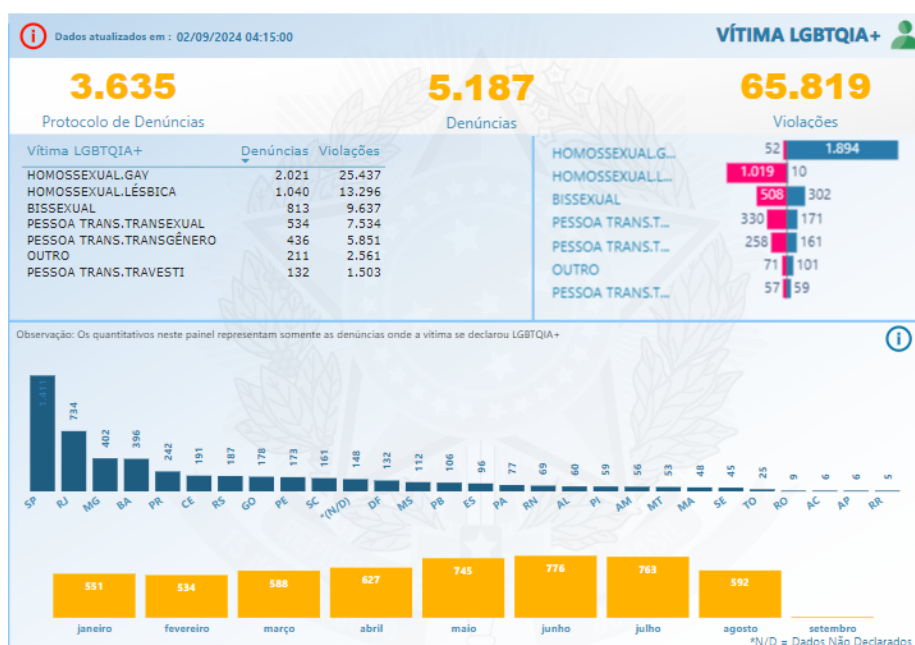 Dados atualizados em : 02/09/2024 04:15:00
VÍTIMA LGBTQIA+
3.635
Protocolo de Denúncias
5.187
Denúncias
65.819
Violações
Vítima LGBTQIA+ Denúncias Violações
HOMOSSEXUAL.GAY 2.021 25.437
HOMOSSEXUAL.LÉSBICA 1.040 13.296
BISSEXUAL 813 9.637
PESSOA TRANS.TRANSEXUAL 534 7.534
PESSOA TRANS.TRANSGÊNERO 436 5.851
OUTRO 211 2.561
PESSOA TRANS.TRAVESTI 132 1.503
HOMOSSEXUAL.G... 52 1.894
HOMOSSEXUAL.L... 1.019 10
BISSEXUAL 508 302
PESSOA TRANS.T... 330 171
PESSOA TRANS.T... 258 161
OUTRO 71 101
PESSOA TRANS.T... 57 59
Observação: Os quantitativos neste painel representam somente as denúncias onde a vítima se declarou LGBTQIA+
1.411 734 402 396 242 191 187 178 173 161 148 132 112 106 96 77 69 60 59 56 53 48 45 25 9 6 6 5
SP RJ MG BA PR CE RS GO PE SC *(N/D) DF MS PB ES PA RN AL PI AM MT MA SE TO RO AC AP RR
551 534 588 627 745 776 763 592
janeiro fevereiro março abril maio junho julho agosto setembro
*N/D = Dados Não Declarados